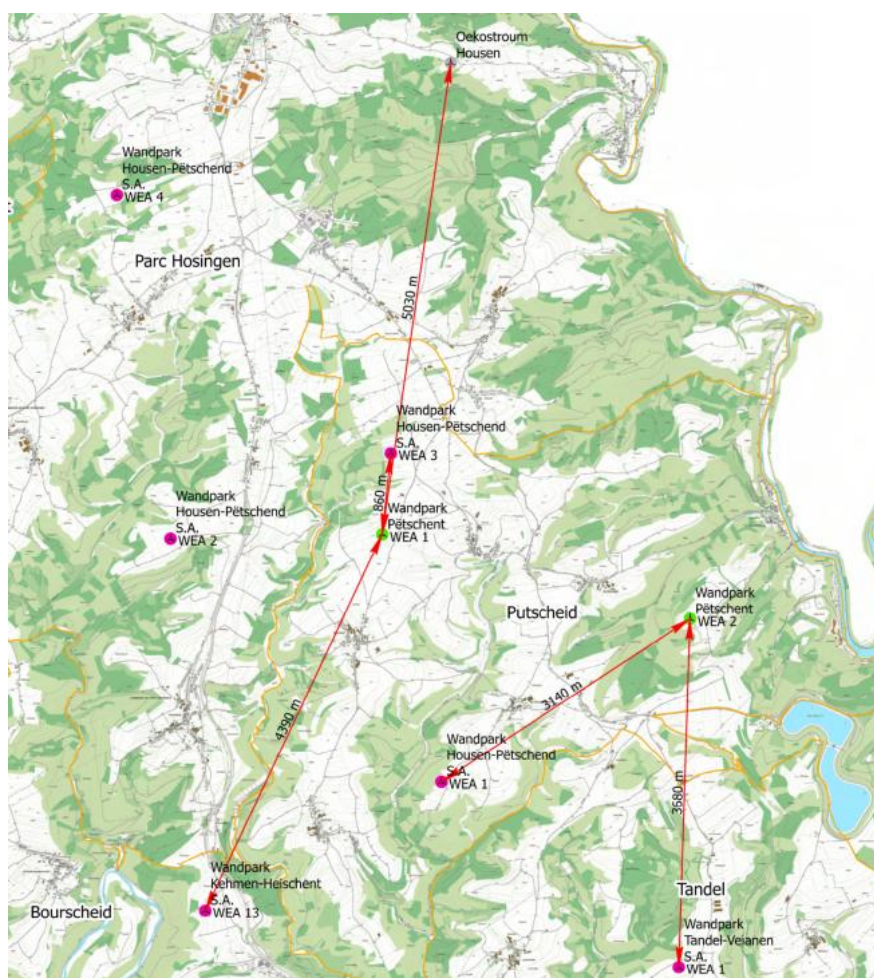 Oekostroum
Housen
Wandpark
Housen-Pëtschend
S.A.
WEA 4
Parc Hosingen
5030 m
Wandpark
Housen-Pëtschend
S.A.
WEA 3
860 m
Wandpark
Pëtschent
WEA 1
Wandpark
Housen-Pëtschend
S.A.
WEA 2
Putscheid
Wandpark
Pëtschent
WEA 2
3140 m
4390 m
Wandpark
Housen-Pëtschend
S.A.
WEA 1
3680 m
Wandpark
Kehmen-Heischent
S.A.
WEA 13
Bourscheid
Tandel
Wandpark
Tandel-Veianen
S.A.
WEA 1